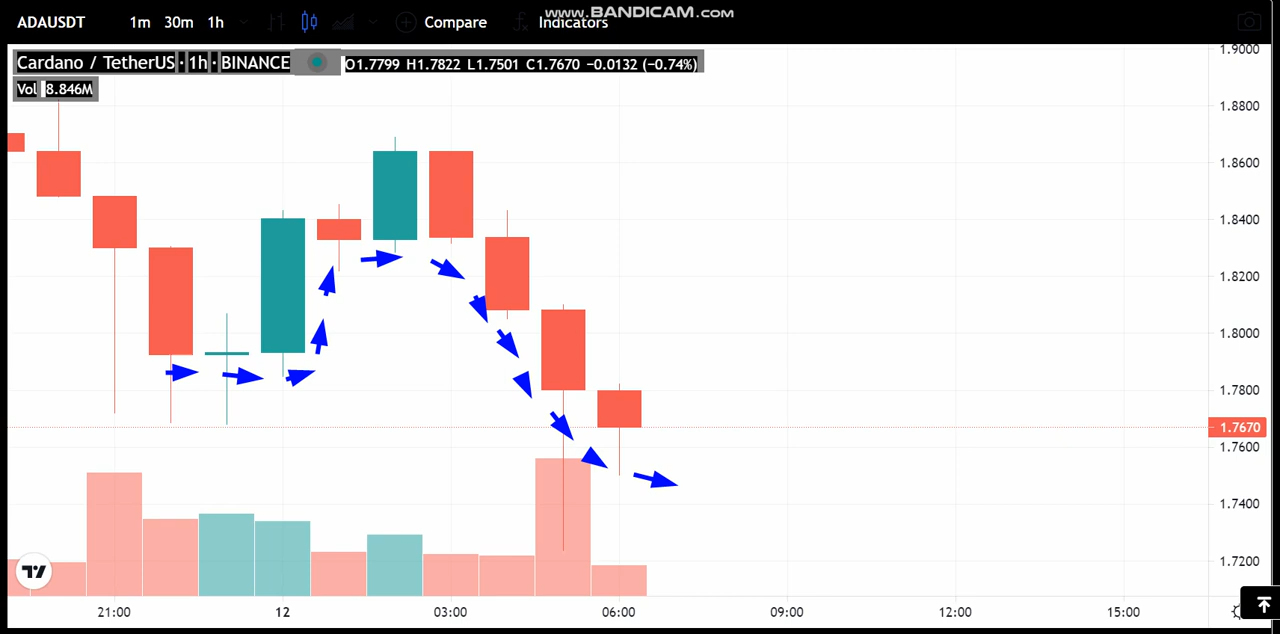 www.BANDICAM.com
ADAUSDT 1m 30m 1h Compare fx Indicators
Cardano / TetherUS · 1h · BINANCE O1.7799 H1.7822 L1.7501 C1.7670 −0.0132 (−0.74%)
Vol 8.846M
1.9000
1.8800
1.8600
1.8400
1.8200
1.8000
1.7800
1.7670
1.7600
1.7400
1.7200
21:00 12 03:00 06:00 09:00 12:00 15:00